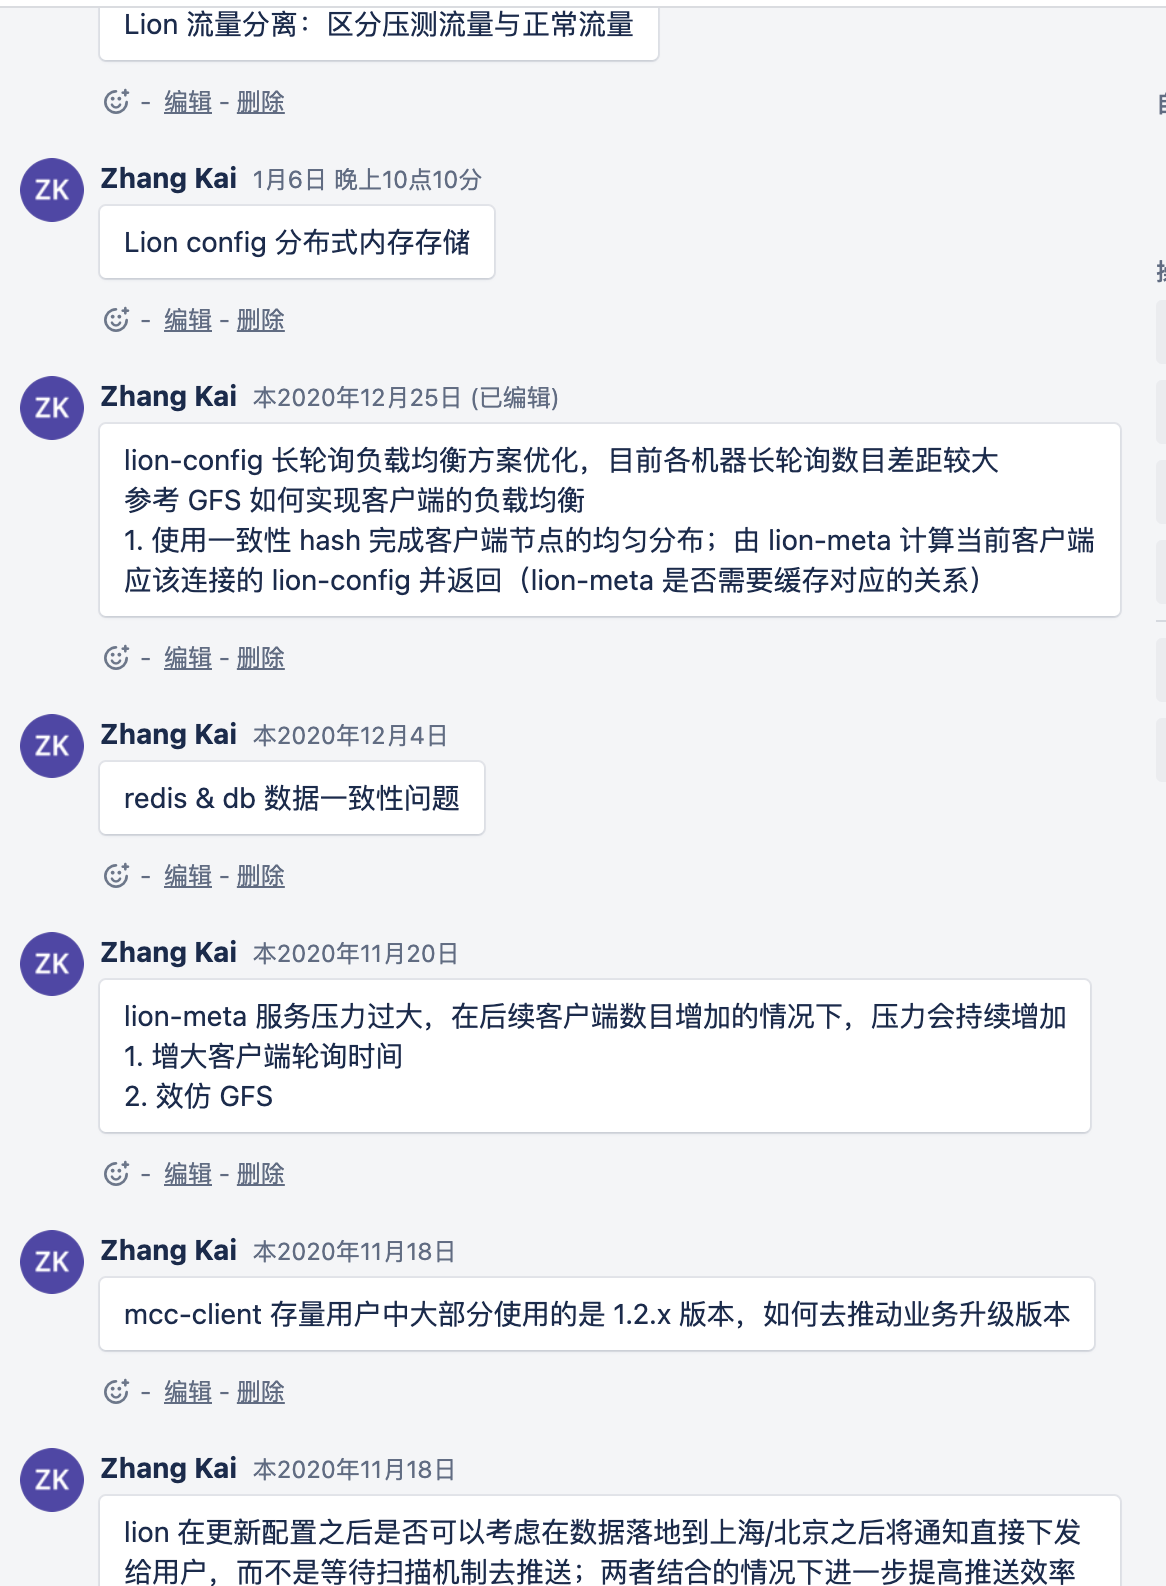 Lion 流量分离：区分压测流量与正常流量
- 编辑 - 删除
ZK
Zhang Kai 1月6日 晚上10点10分
Lion config 分布式内存存储
- 编辑 - 删除
ZK
Zhang Kai 本2020年12月25日 (已编辑)
lion-config 长轮询负载均衡方案优化，目前各机器长轮询数目差距较大
参考 GFS 如何实现客户端的负载均衡
1. 使用一致性 hash 完成客户端节点的均匀分布；由 lion-meta 计算当前客户端
应该连接的 lion-config 并返回（lion-meta 是否需要缓存对应的关系）
- 编辑 - 删除
ZK
Zhang Kai 本2020年12月4日
redis & db 数据一致性问题
- 编辑 - 删除
ZK
Zhang Kai 本2020年11月20日
lion-meta 服务压力过大，在后续客户端数目增加的情况下，压力会持续增加
1. 增大客户端轮询时间
2. 效仿 GFS
- 编辑 - 删除
ZK
Zhang Kai 本2020年11月18日
mcc-client 存量用户中大部分使用的是 1.2.x 版本，如何去推动业务升级版本
- 编辑 - 删除
ZK
Zhang Kai 本2020年11月18日
lion 在更新配置之后是否可以考虑在数据落地到上海/北京之后将通知直接下发
给用户，而不是等待扫描机制去推送；两者结合的情况下进一步提高推送效率